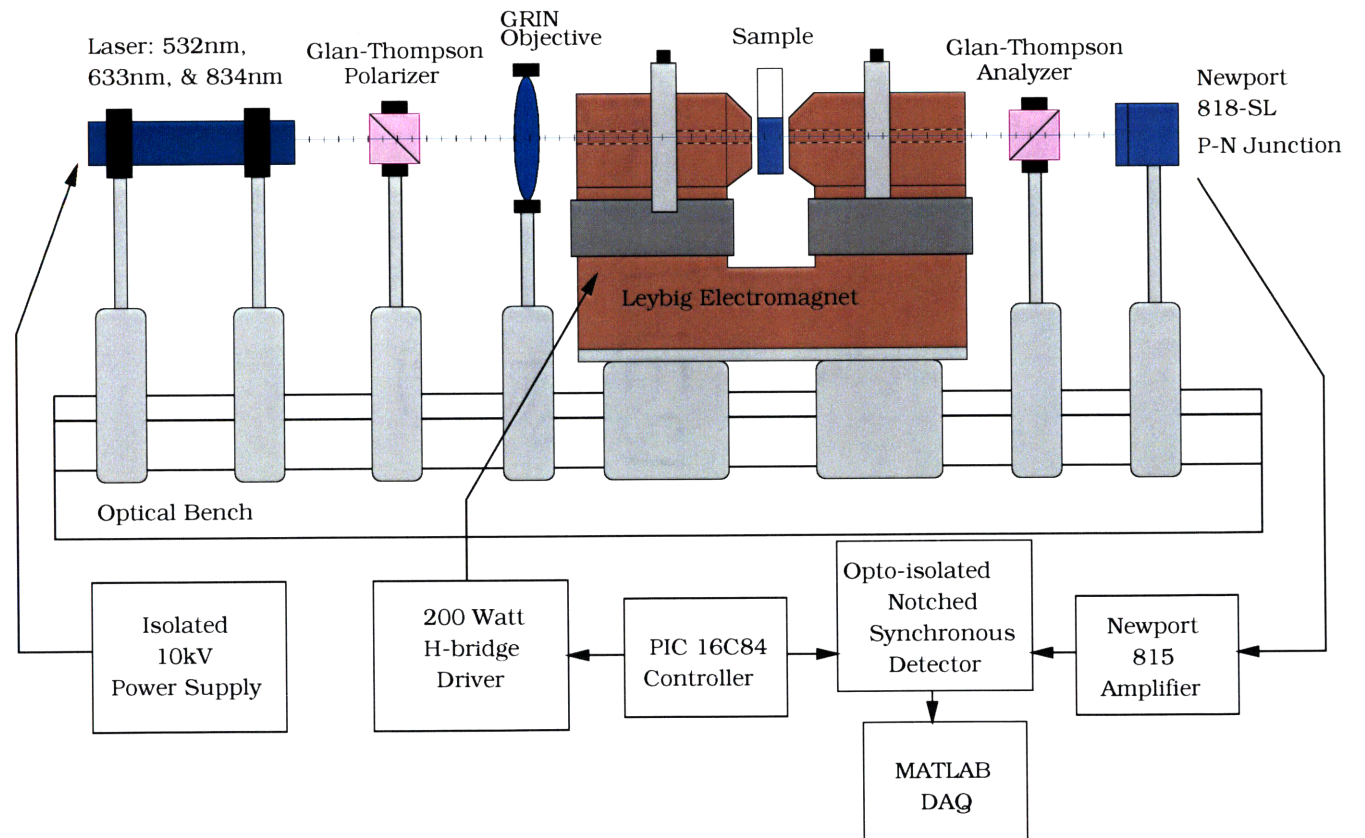 Laser: 532nm,
633nm, & 834nm
Glan-Thompson
Polarizer
GRIN
Objective
Sample
Glan-Thompson
Analyzer
Newport
818-SL
P-N Junction
Leybig Electromagnet
Optical Bench
Isolated
10kV
Power Supply
200 Watt
H-bridge
Driver
PIC 16C84
Controller
Opto-isolated
Notched
Synchronous
Detector
Newport
815
Amplifier
MATLAB
DAQ